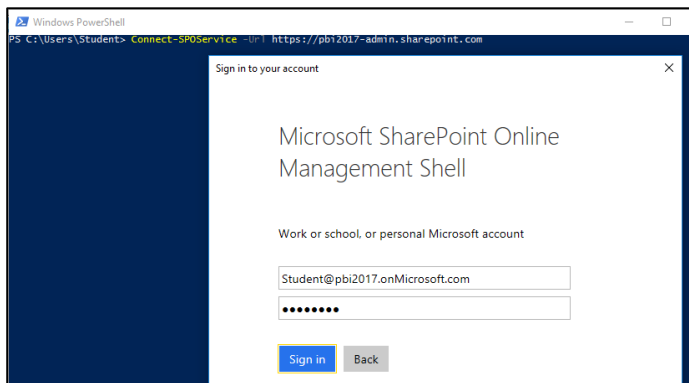 Windows PowerShell
PS C:\Users\Student> Connect-SPOService -Url https://pbi2017-admin.sharepoint.com
Sign in to your account
Microsoft SharePoint Online
Management Shell
Work or school, or personal Microsoft account
Student@pbi2017.onMicrosoft.com
●●●●●●●●
Sign in Back